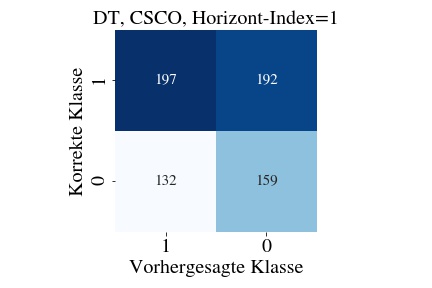 DT, CSCO, Horizont-Index=1
Korrekte Klasse
1
197
192
0
132
159
1
0
Vorhergesagte Klasse